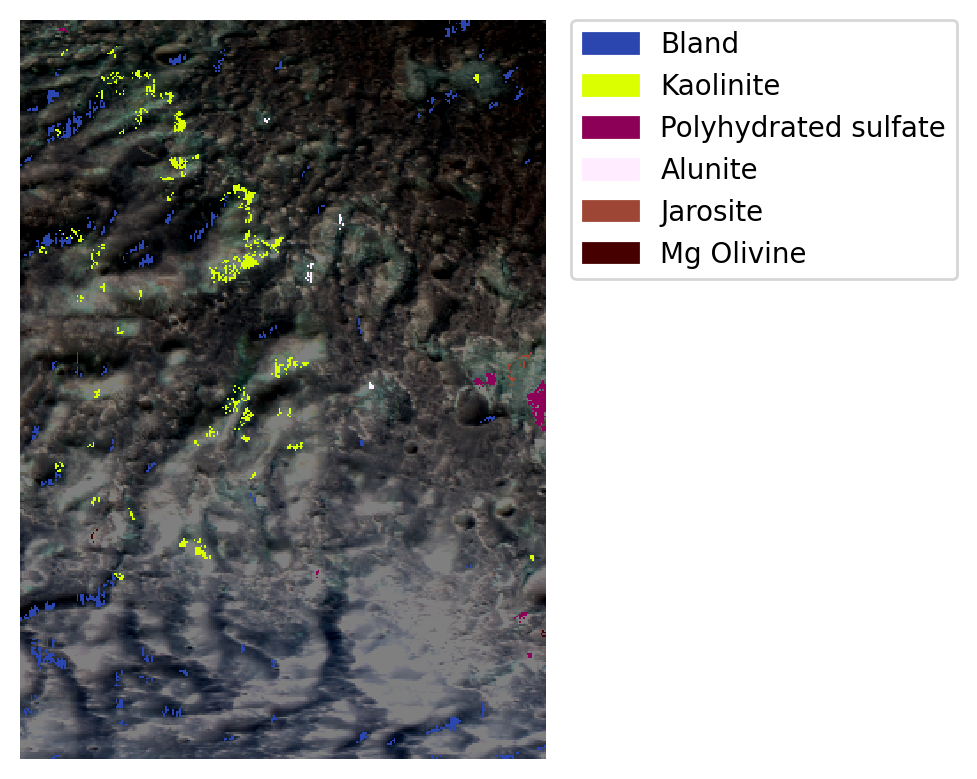 Bland
Kaolinite
Polyhydrated sulfate
Alunite
Jarosite
Mg Olivine